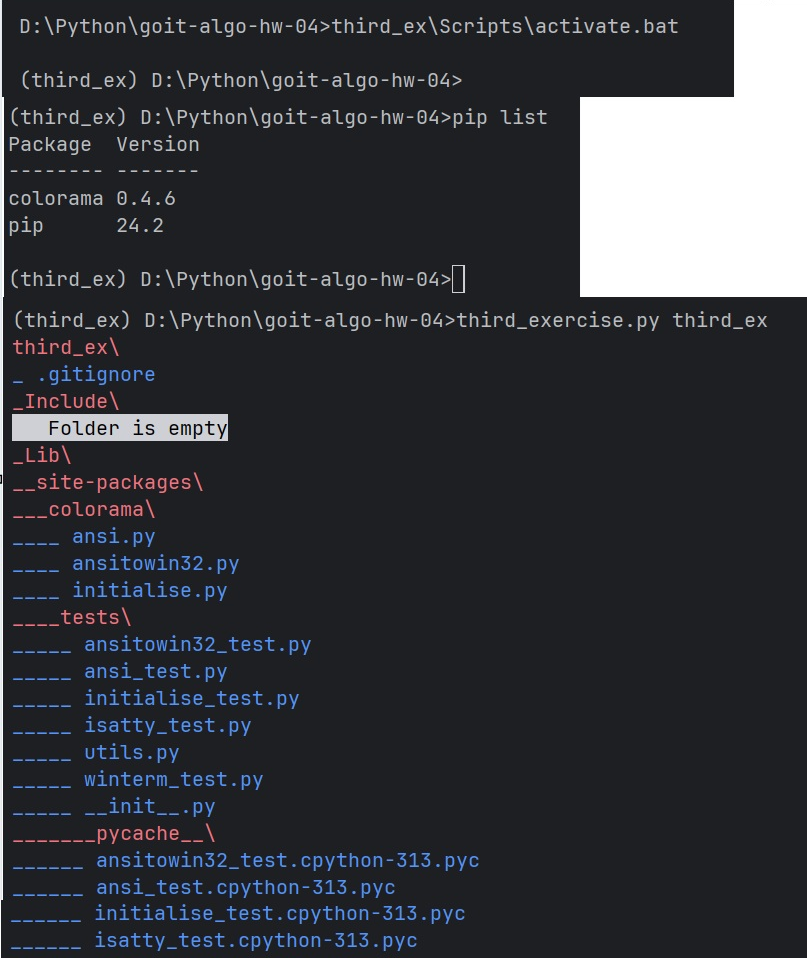 D:\Python\goit-algo-hw-04>third_ex\Scripts\activate.bat
(third_ex) D:\Python\goit-algo-hw-04>
(third_ex) D:\Python\goit-algo-hw-04>pip list
Package  Version
-------- -------
colorama 0.4.6
pip      24.2
(third_ex) D:\Python\goit-algo-hw-04>
(third_ex) D:\Python\goit-algo-hw-04>third_exercise.py third_ex
third_ex\
_ .gitignore
_Include\
   Folder is empty
_Lib\
__site-packages\
___colorama\
____ ansi.py
____ ansitowin32.py
____ initialise.py
____tests\
_____ ansitowin32_test.py
_____ ansi_test.py
_____ initialise_test.py
_____ isatty_test.py
_____ utils.py
_____ winterm_test.py
_____ __init__.py
_______pycache__\
______ ansitowin32_test.cpython-313.pyc
______ ansi_test.cpython-313.pyc
______ initialise_test.cpython-313.pyc
______ isatty_test.cpython-313.pyc